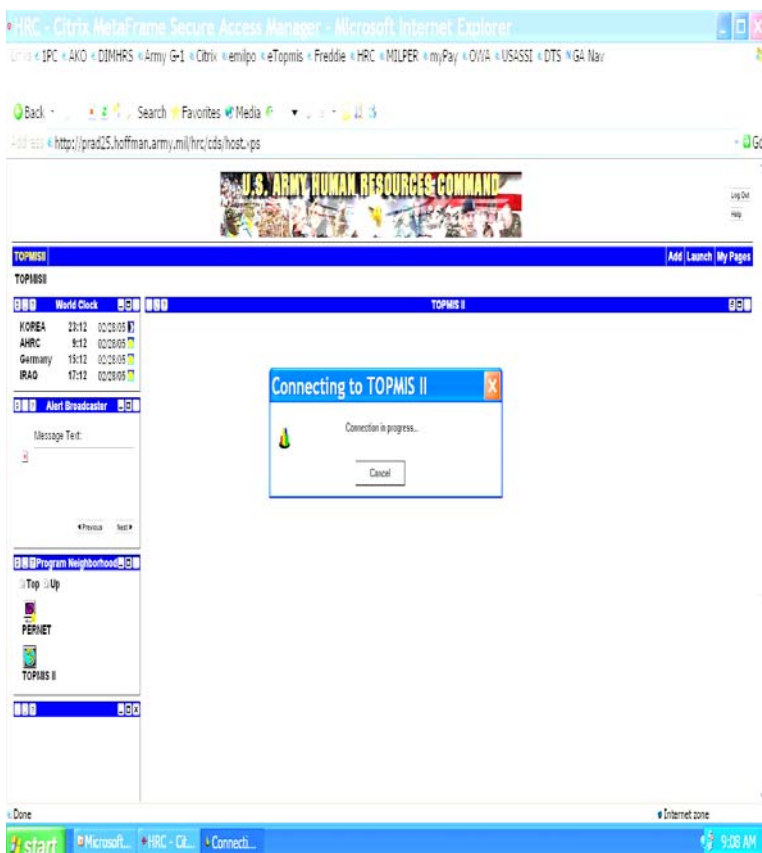 HRC - Citrix MetaFrame Secure Access Manager - Microsoft Internet Explorer
Links 1PC AKO DIMHRS Army G-1 Citrix emilpo eTopmis Freddie HRC MILPER myPay OWA USASSI DTS GA Nav
Back Search Favorites Media
Address http://prad25.hoffman.army.mil/hrc/cds/host.xps Go
U.S. ARMY HUMAN RESOURCES COMMAND
Log Out
Help
TOPMISII Add Launch My Pages
TOPMISII
World Clock TOPMIS II
KOREA 23:12 02/28/05
AHRC 9:12 02/28/05
Germany 15:12 02/28/05
IRAQ 17:12 02/28/05
Connecting to TOPMIS II
Connection in progress...
Cancel
Alert Broadcaster
Message Text:
Previous Next
Program Neighborhood
Top Up
PERNET
TOPMIS II
Done Internet zone
start Microsoft... HRC - Cit... Connecti... 9:08 AM